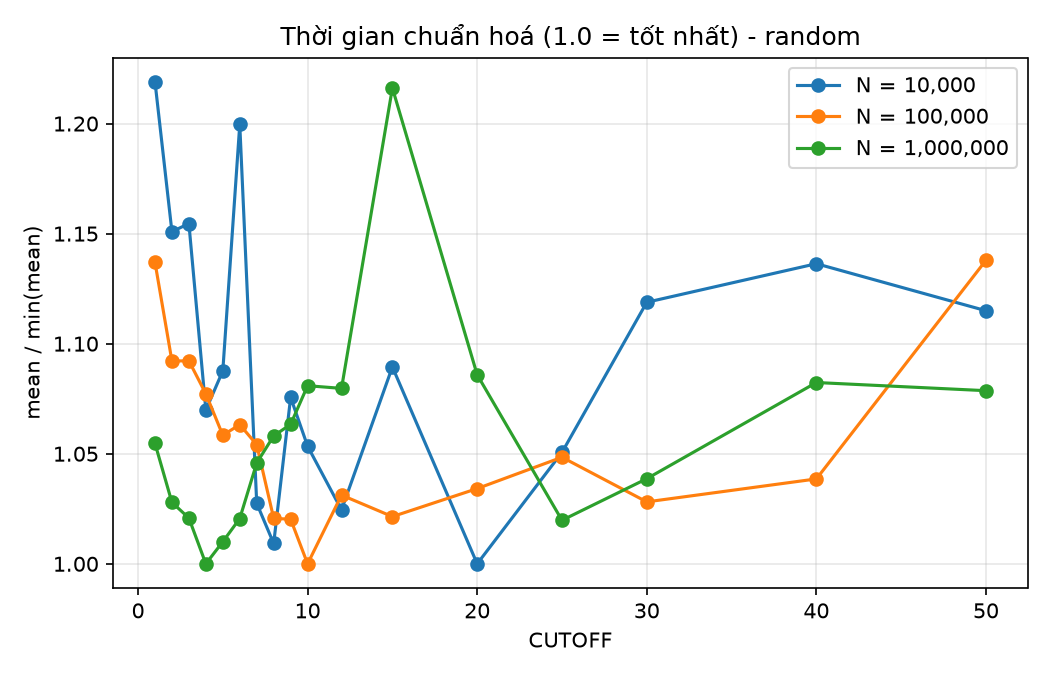 Thời gian chuẩn hoá (1.0 = tốt nhất) - random
N = 10,000
N = 100,000
N = 1,000,000
mean / min(mean)
1.20
1.15
1.10
1.05
1.00
0 10 20 30 40 50
CUTOFF